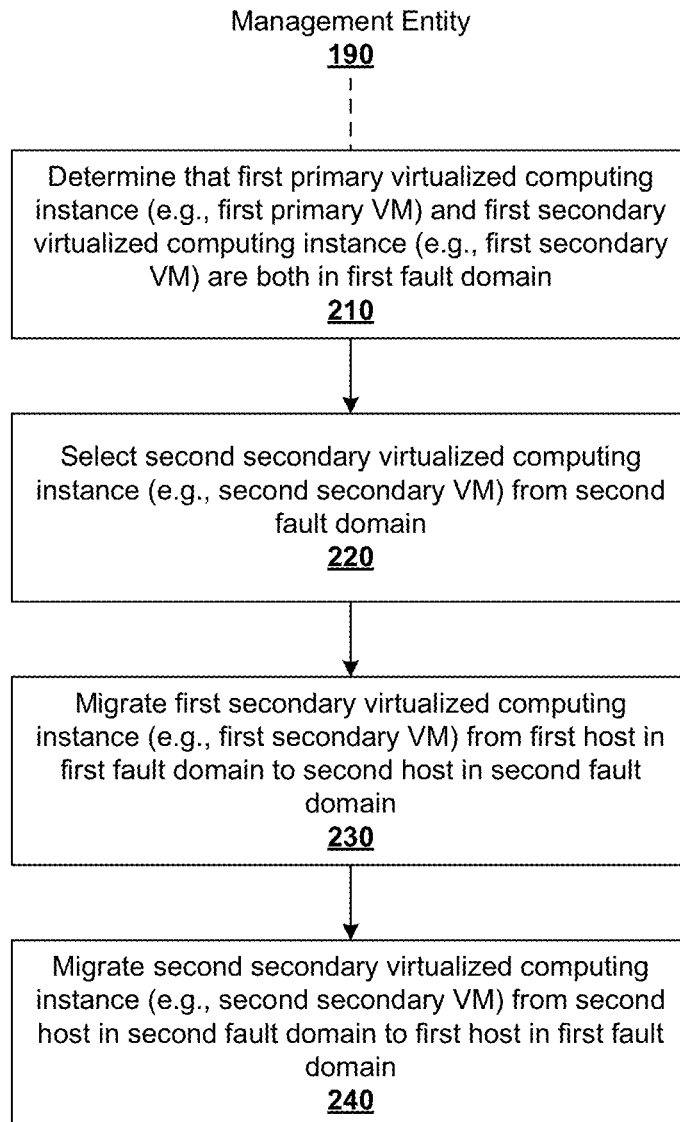 Management Entity
190
Determine that first primary virtualized computing
instance (e.g., first primary VM) and first secondary
virtualized computing instance (e.g., first secondary
VM) are both in first fault domain
210
Select second secondary virtualized computing
instance (e.g., second secondary VM) from second
fault domain
220
Migrate first secondary virtualized computing
instance (e.g., first secondary VM) from first host in
first fault domain to second host in second fault
domain
230
Migrate second secondary virtualized computing
instance (e.g., second secondary VM) from second
host in second fault domain to first host in first fault
domain
240